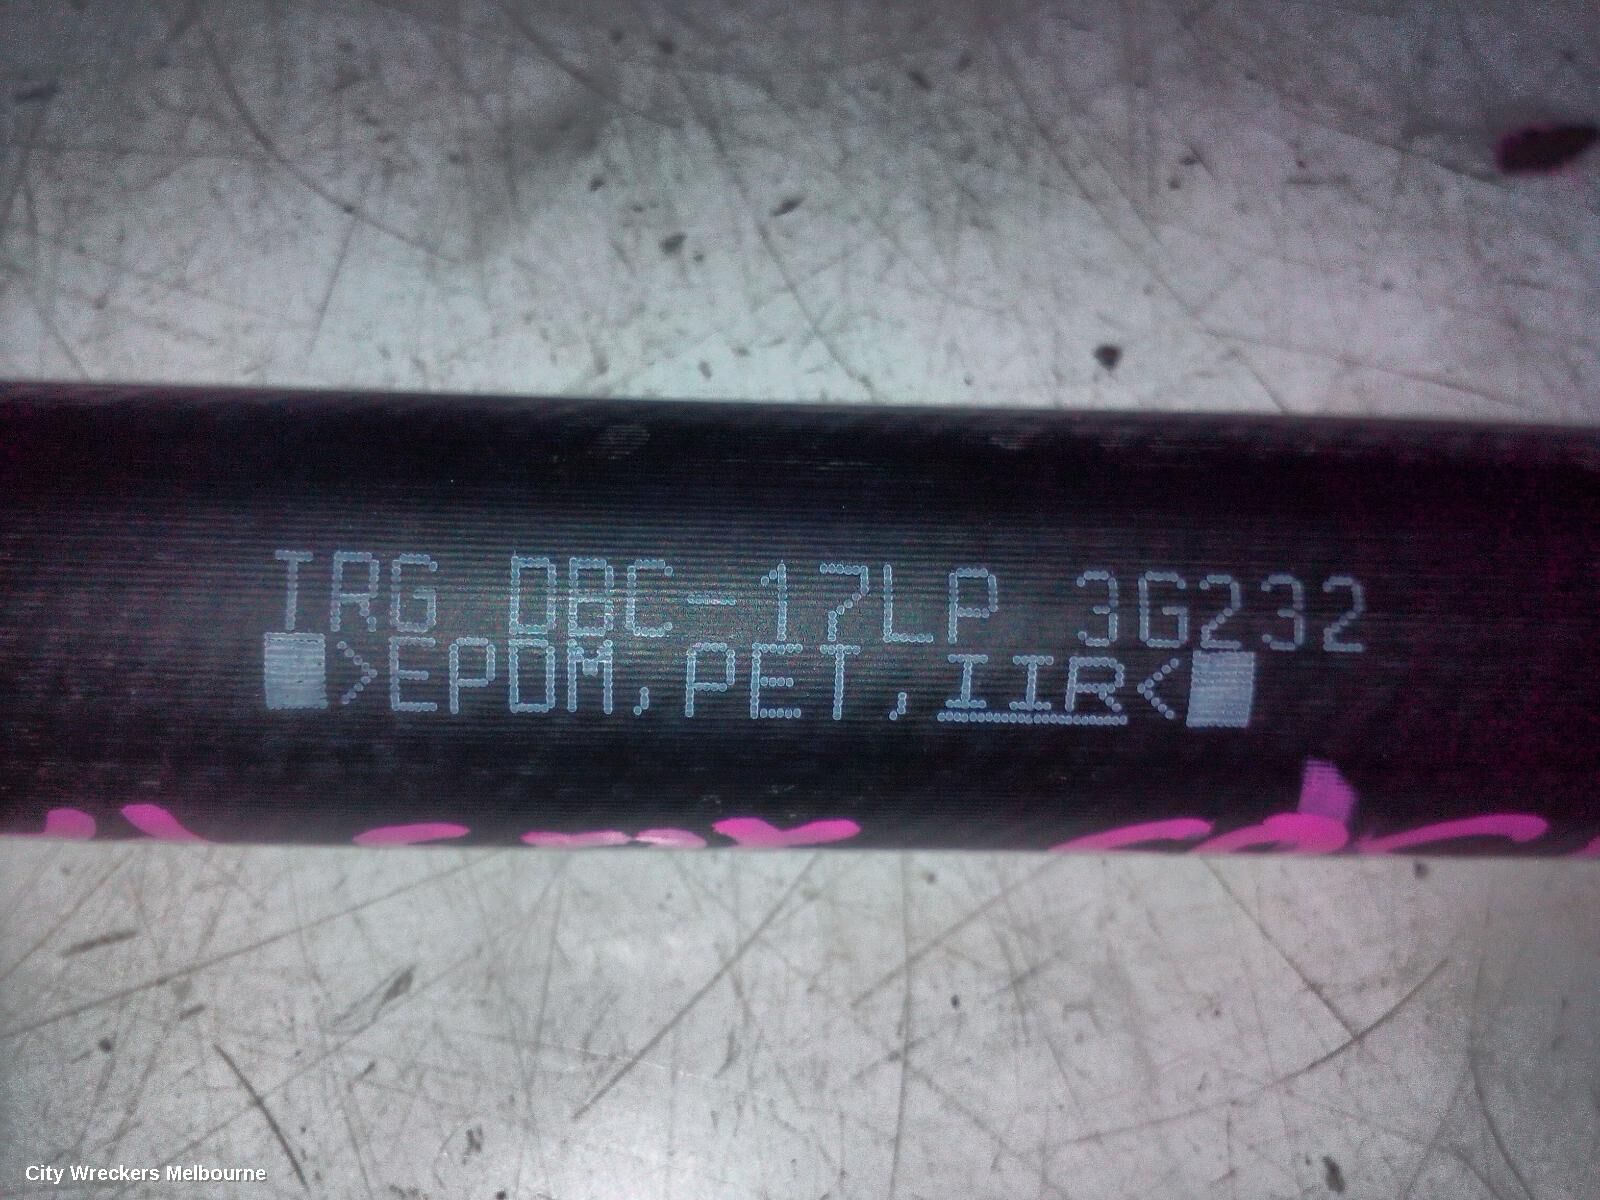 TRG DBC-17LP 3G232
>EPDM,PET,IIR<
City Wreckers Melbourne